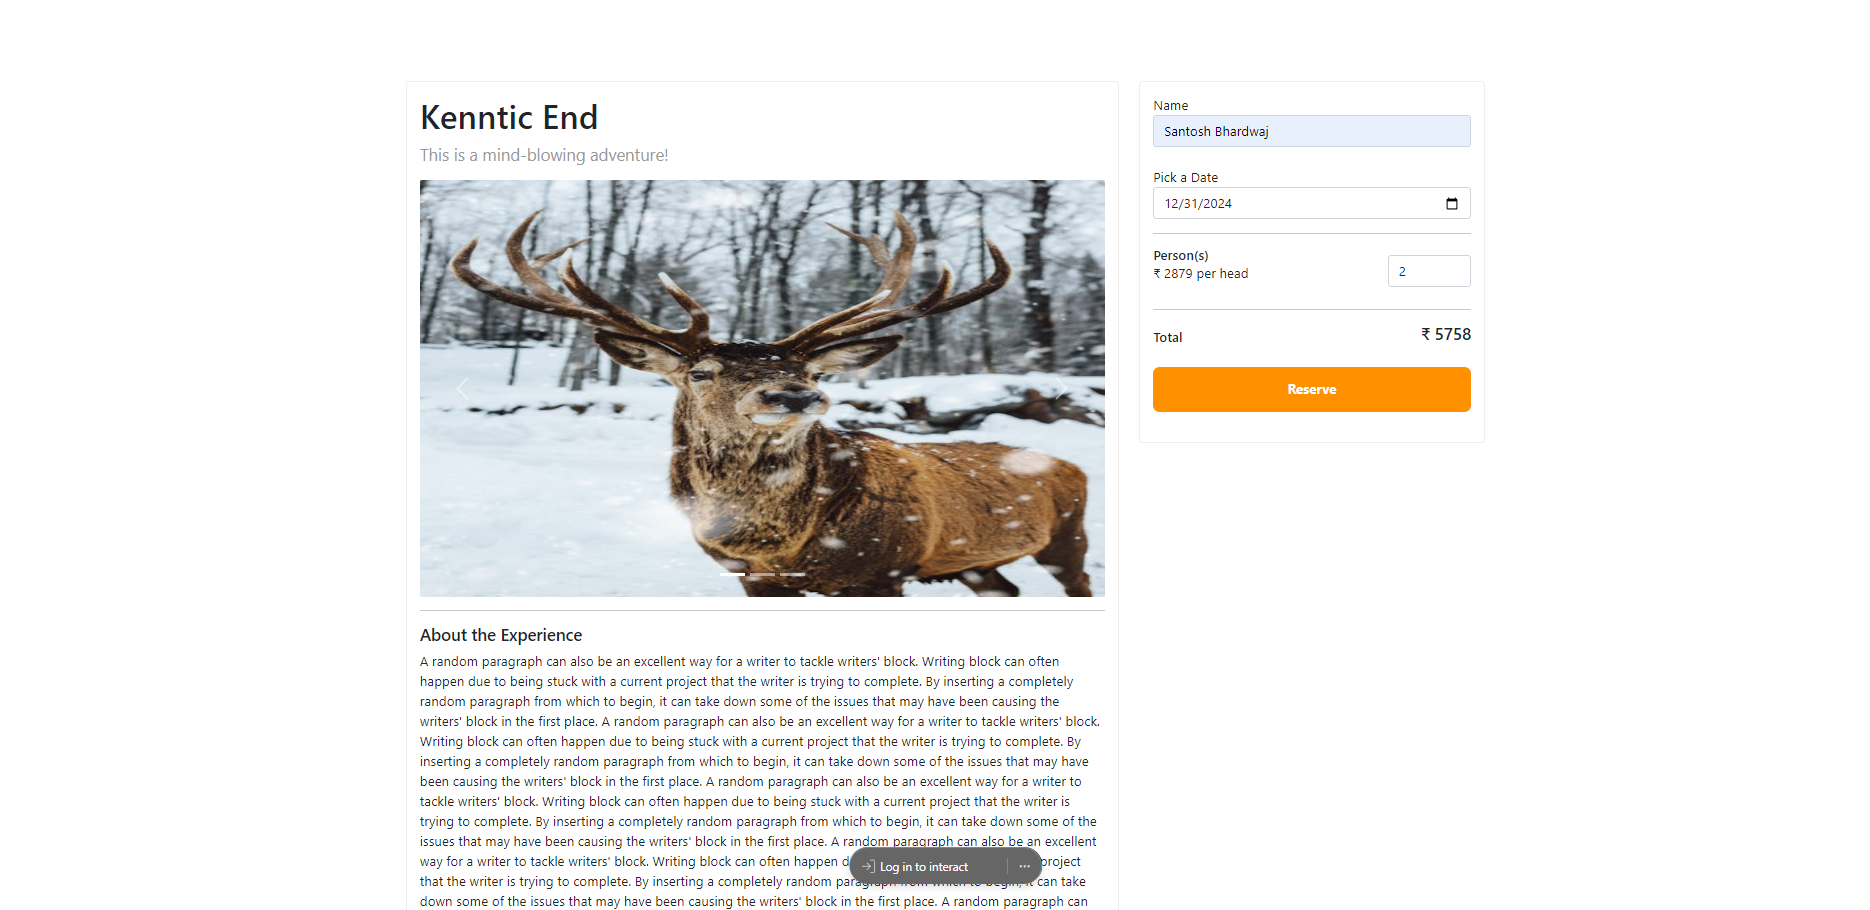 Kenntic End
This is a mind-blowing adventure!
About the Experience
A random paragraph can also be an excellent way for a writer to tackle writers' block. Writing block can often
happen due to being stuck with a current project that the writer is trying to complete. By inserting a completely
random paragraph from which to begin, it can take down some of the issues that may have been causing the
writers' block in the first place. A random paragraph can also be an excellent way for a writer to tackle writers' block.
Writing block can often happen due to being stuck with a current project that the writer is trying to complete. By
inserting a completely random paragraph from which to begin, it can take down some of the issues that may have
been causing the writers' block in the first place. A random paragraph can also be an excellent way for a writer to
tackle writers' block. Writing block can often happen due to being stuck with a current project that the writer is
trying to complete. By inserting a completely random paragraph from which to begin, it can take down some of the
issues that may have been causing the writers' block in the first place. A random paragraph can also be an excellent
way for a writer to tackle writers' block. Writing block can often happen project
that the writer is trying to complete. By inserting a completely random paragraph from which to begin, it can take
down some of the issues that may have been causing the writers' block in the first place. A random paragraph can
Log in to interact
Name
Santosh Bhardwaj
Pick a Date
12/31/2024
Person(s)
₹ 2879 per head
2
Total
₹ 5758
Reserve